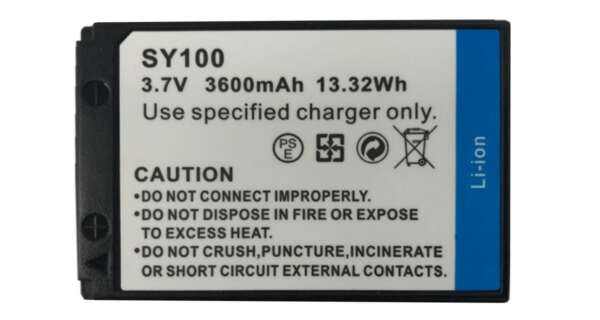 SY100
3.7V 3600mAh 13.32Wh
Use specified charger only.
PS
E
CAUTION
•DO NOT CONNECT IMPROPERLY.
•DO NOT DISPOSE IN FIRE OR EXPOSE
TO EXCESS HEAT.
•DO NOT CRUSH,PUNCTURE,INCINERATE
OR SHORT CIRCUIT EXTERNAL CONTACTS.
Li-ion